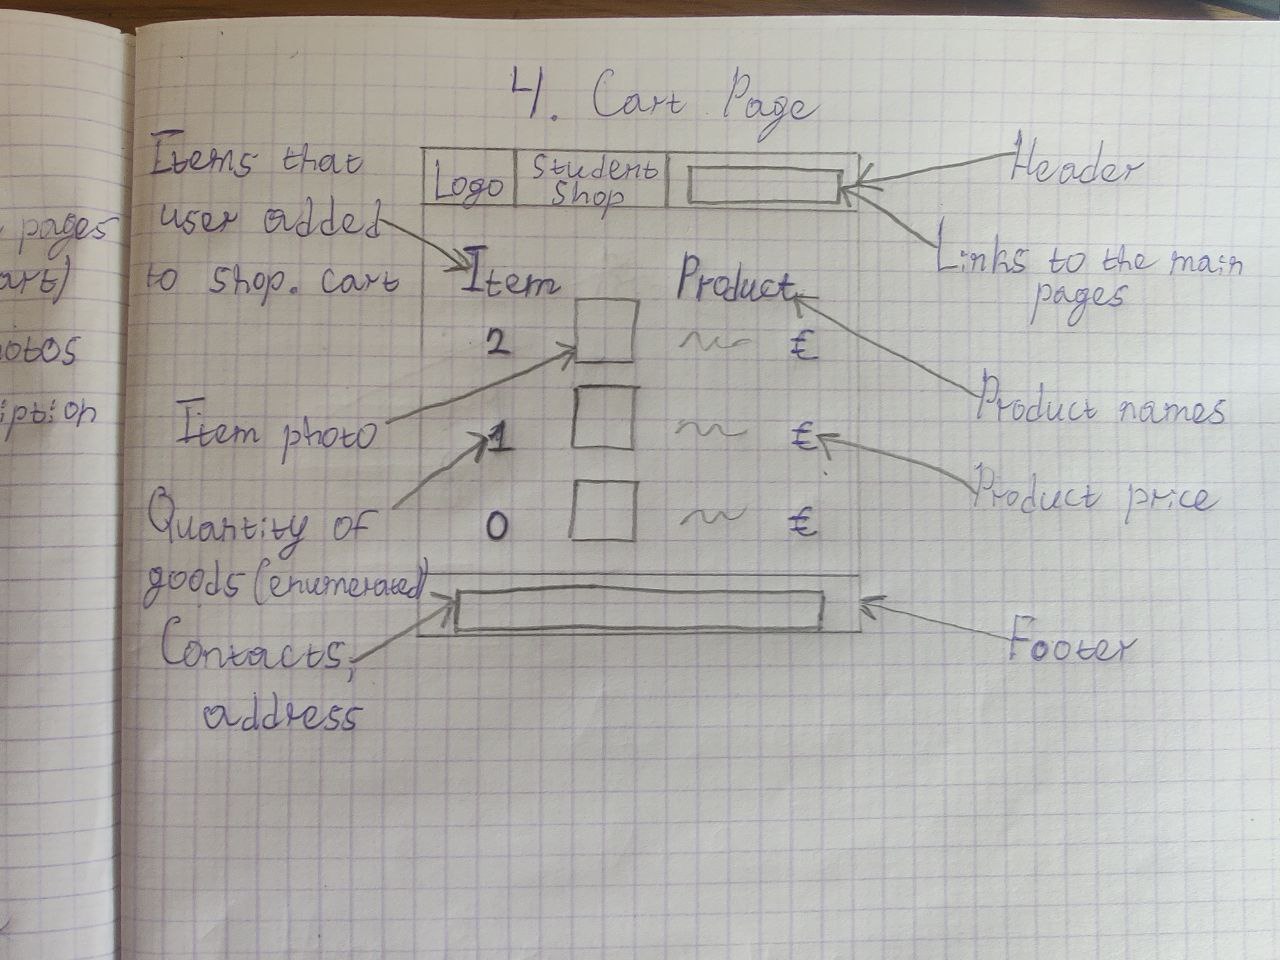 4. Cart Page
Items that
user added
to shop. cart
Logo
Student
Shop
Header
Links to the main
pages
Item
Product
2
€
Item photo
1
€
Product names
Product price
Quantity of
goods (enumerated)
0
€
Contacts,
address
Footer
pages
art)
otos
iption